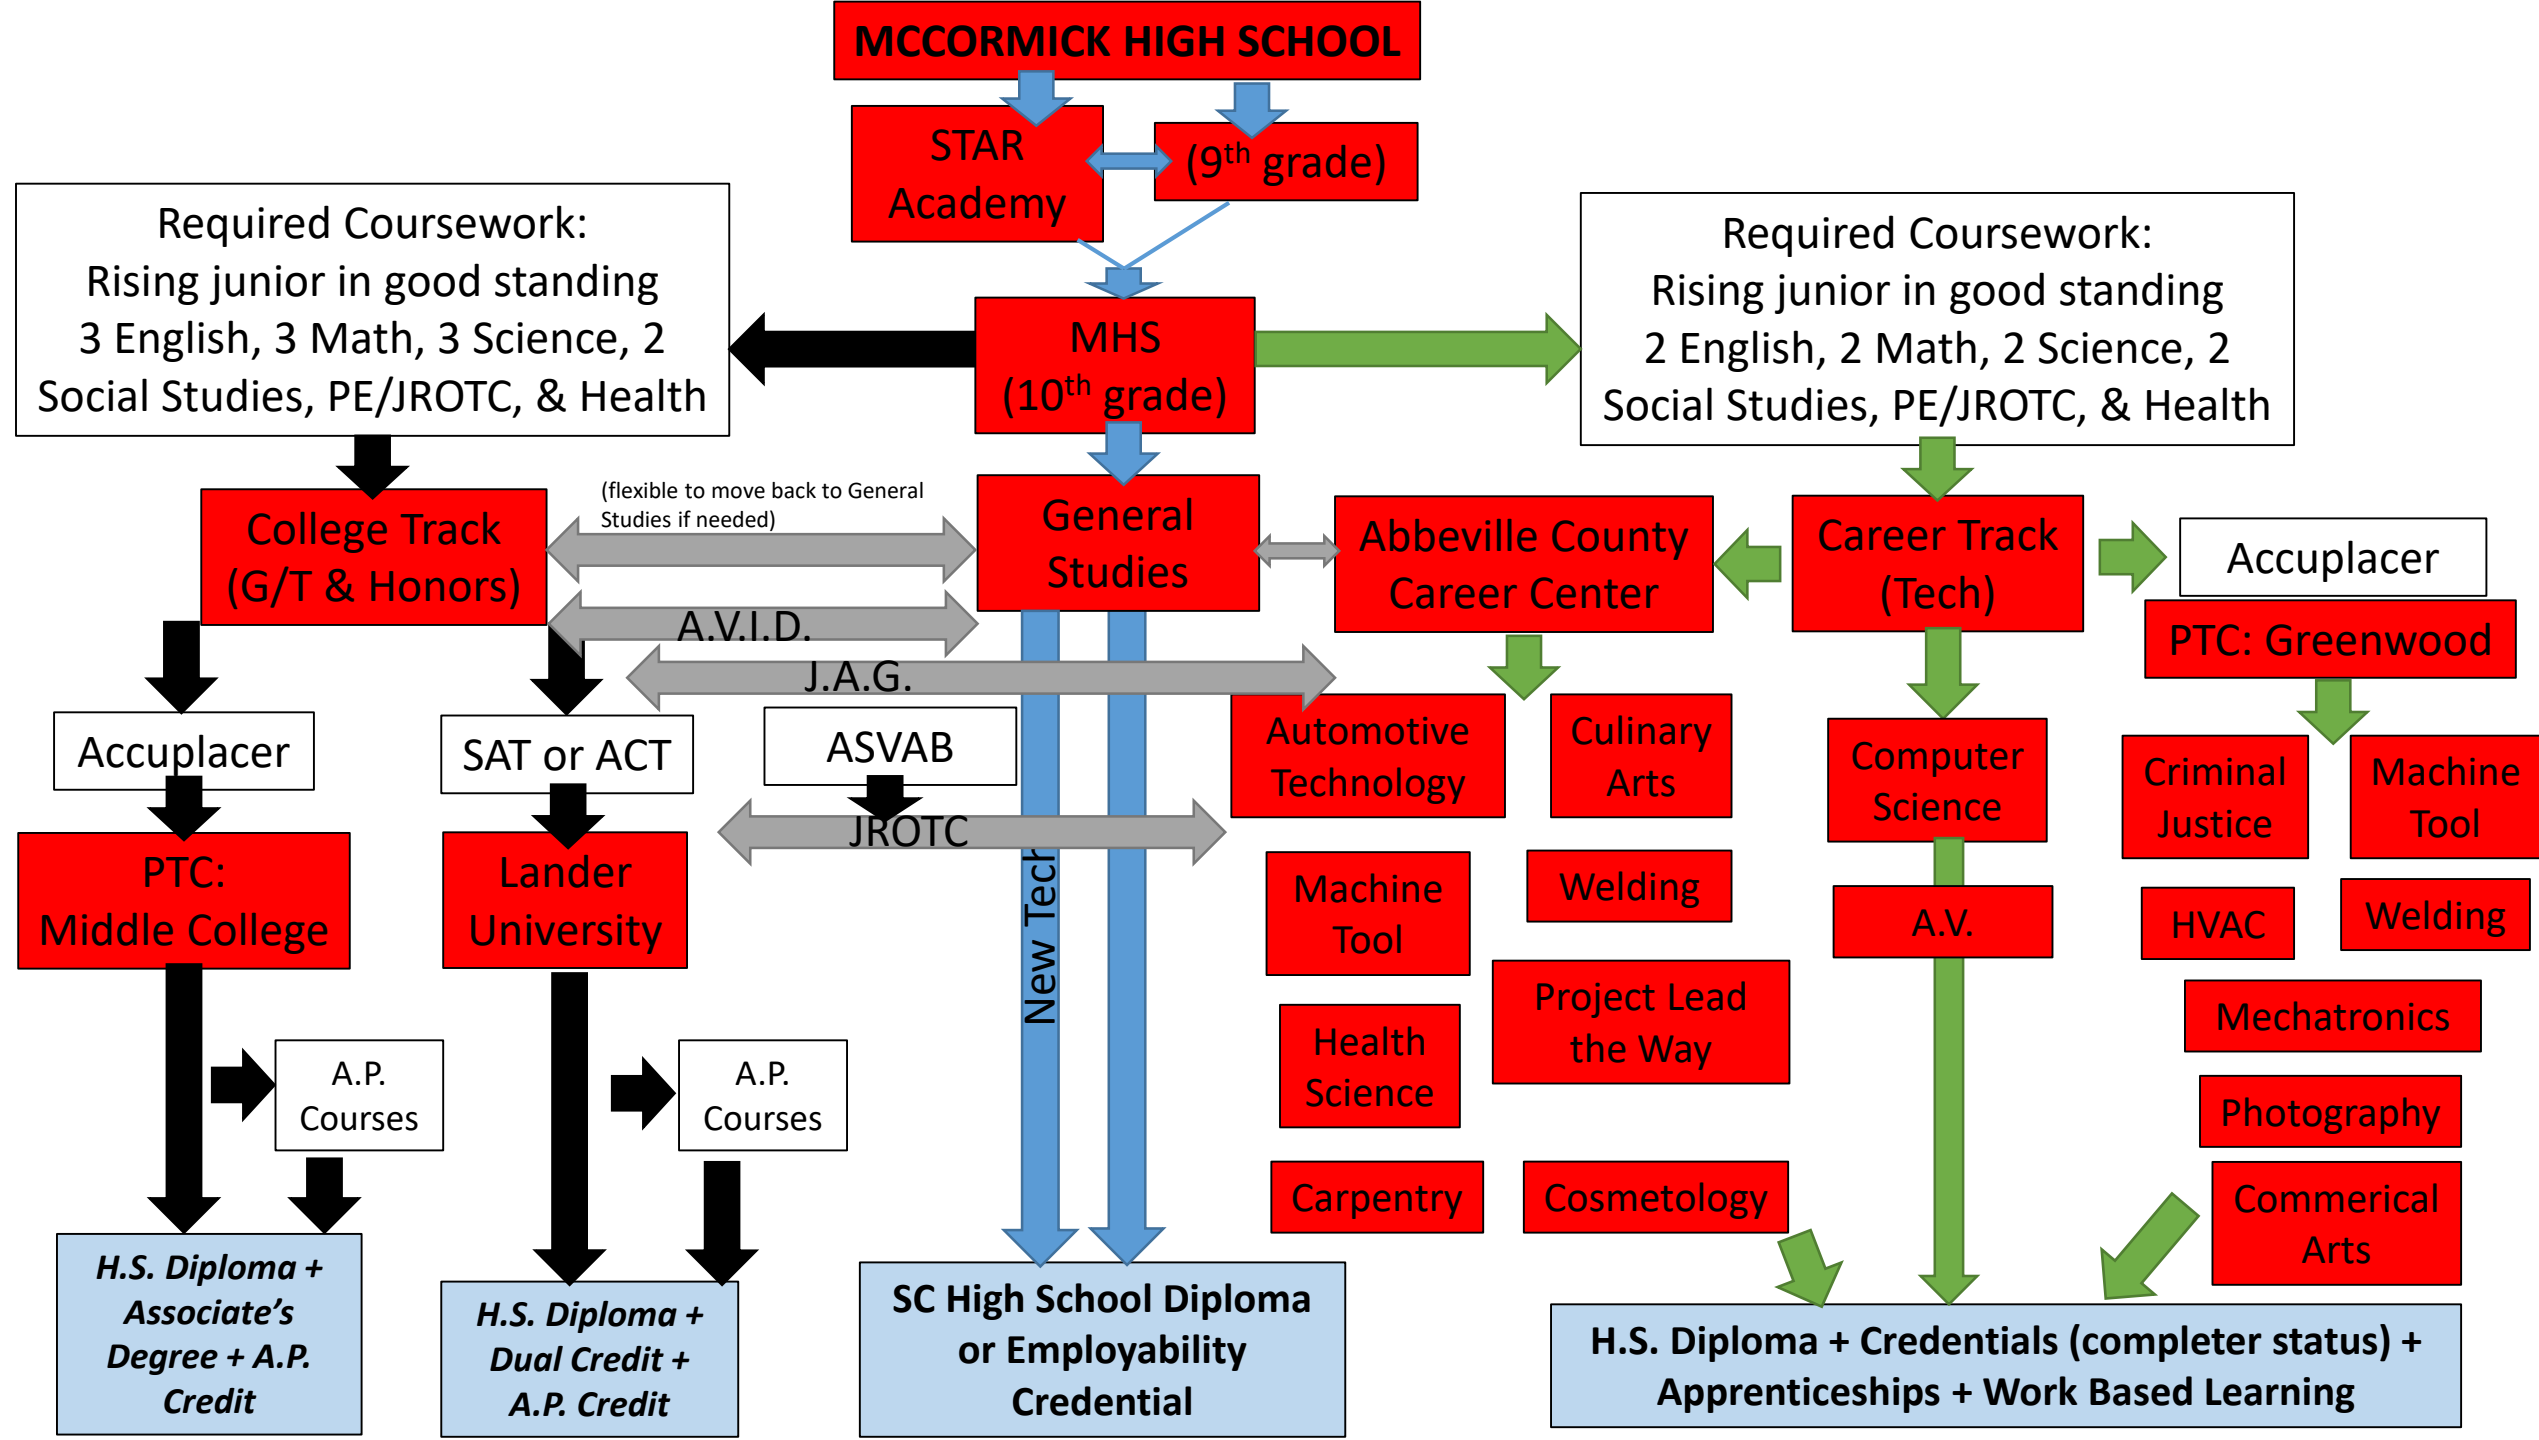 MCCORMICK HIGH SCHOOL
STAR
Academy
(9th grade)
Required Coursework:
Rising junior in good standing
3 English, 3 Math, 3 Science, 2
Social Studies, PE/JROTC, & Health
MHS
(10th grade)
Required Coursework:
Rising junior in good standing
2 English, 2 Math, 2 Science, 2
Social Studies, PE/JROTC, & Health
College Track
(G/T & Honors)
(flexible to move back to General
Studies if needed)
General
Studies
Abbeville County
Career Center
Career Track
(Tech)
Accuplacer
PTC: Greenwood
A.V.I.D.
J.A.G.
Accuplacer
SAT or ACT
ASVAB
JROTC
New Tech
PTC:
Middle College
Lander
University
Automotive
Technology
Culinary
Arts
Machine
Tool
Welding
Health
Science
Project Lead
the Way
Carpentry
Cosmetology
Computer
Science
A.V.
Criminal
Justice
Machine
Tool
HVAC
Welding
Mechatronics
Photography
Commerical
Arts
A.P.
Courses
A.P.
Courses
H.S. Diploma +
Associate’s
Degree + A.P.
Credit
H.S. Diploma +
Dual Credit +
A.P. Credit
SC High School Diploma
or Employability
Credential
H.S. Diploma + Credentials (completer status) +
Apprenticeships + Work Based Learning